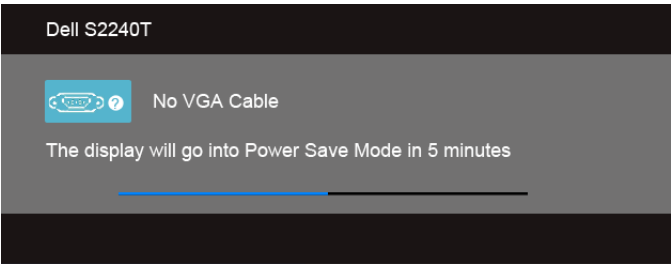 Dell S2240T
No VGA Cable
The display will go into Power Save Mode in 5 minutes